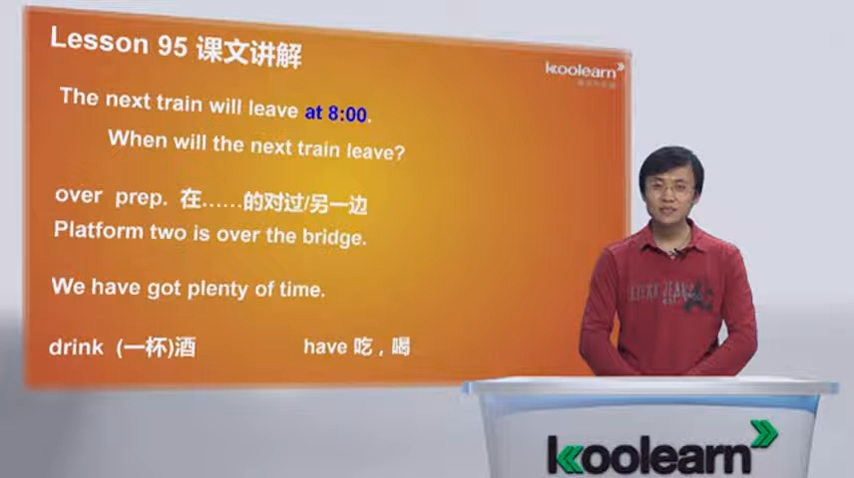 Lesson 95 课文讲解
koolearn
The next train will leave at 8:00.
When will the next train leave?
over prep. 在……的对过/另一边
Platform two is over the bridge.
We have got plenty of time.
drink (一杯)酒
have 吃，喝
koolearn